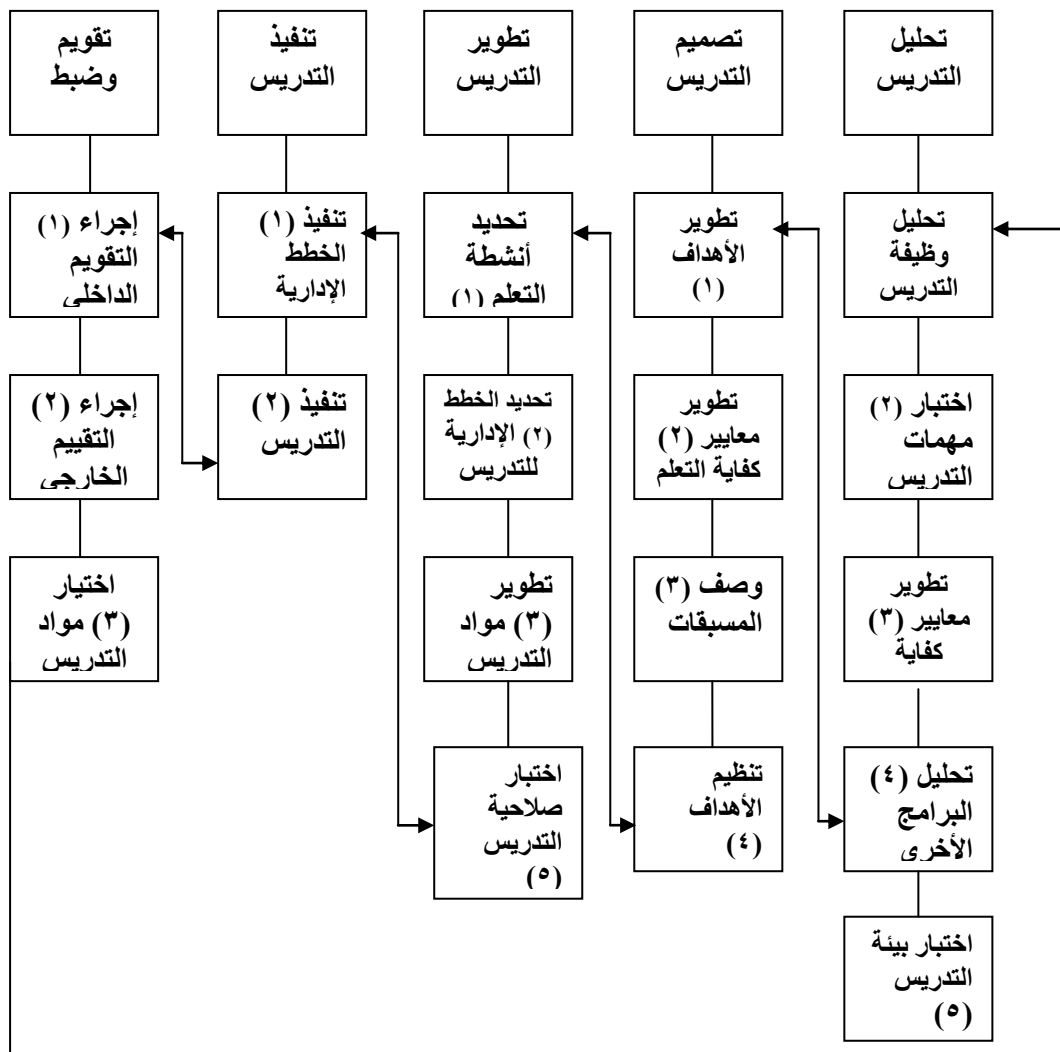 تحليل
التدريس
تصميم
التدريس
تطوير
التدريس
تنفيذ
التدريس
تقويم
وضبط
تحليل
وظيفة
التدريس
تطوير
الأهداف
(١)
تحديد
أنشطة
التعلم (١)
تنفيذ (١)
الخطط
الإدارية
إجراء (١)
التقويم
الداخلي
اختبار (٢)
مهمات
التدريس
تطوير
معايير (٢)
كفاية التعلم
تحديد الخطط
(٢) الإدارية
للتدريس
تنفيذ (٢)
التدريس
إجراء (٢)
التقييم
الخارجي
تطوير
معايير (٣)
كفاية
وصف (٣)
المسبقات
تطوير
(٣) مواد
التدريس
اختيار
(٣) مواد
التدريس
تحليل (٤)
البرامج
الأخرى
تنظيم
الأهداف
(٤)
اختبار
صلاحية
التدريس
(٥)
اختبار بيئة
التدريس
(٥)